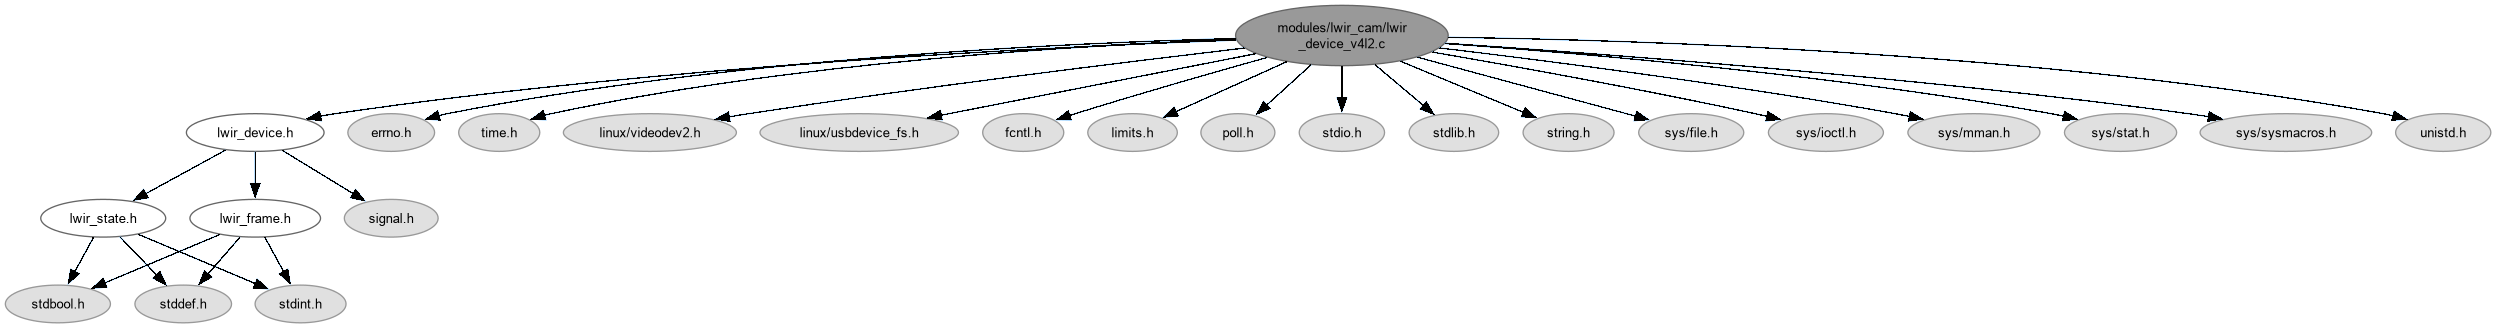 modules/lwir_cam/lwir
_device_v4l2.c
lwir_device.h
errno.h
time.h
linux/videodev2.h
linux/usbdevice_fs.h
fcntl.h
limits.h
poll.h
stdio.h
stdlib.h
string.h
sys/file.h
sys/ioctl.h
sys/mman.h
sys/stat.h
sys/sysmacros.h
unistd.h
lwir_state.h
lwir_frame.h
signal.h
stdbool.h
stddef.h
stdint.h